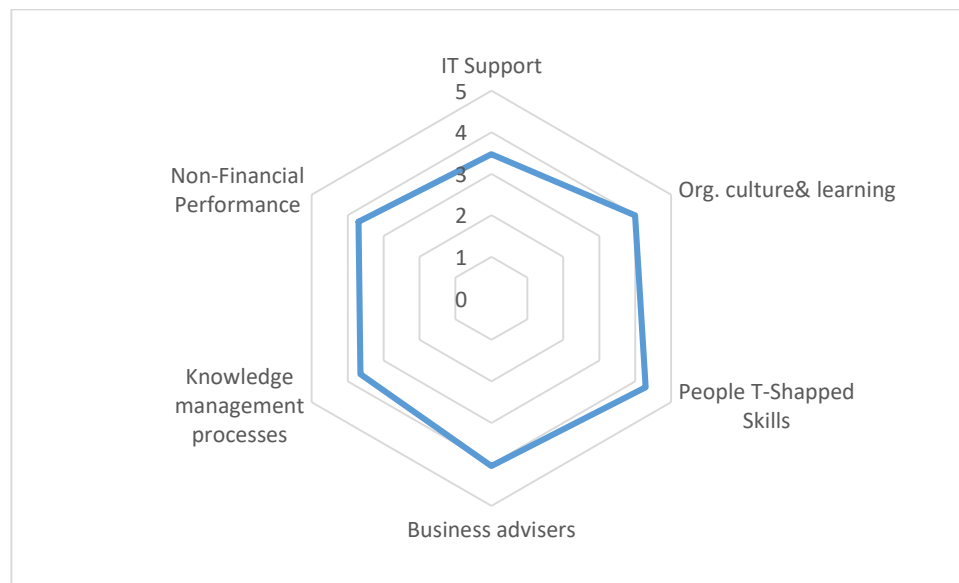 IT Support
5
4
3
2
1
0
Org. culture& learning
People T-Shapped
Skills
Business advisers
Knowledge
management
processes
Non-Financial
Performance